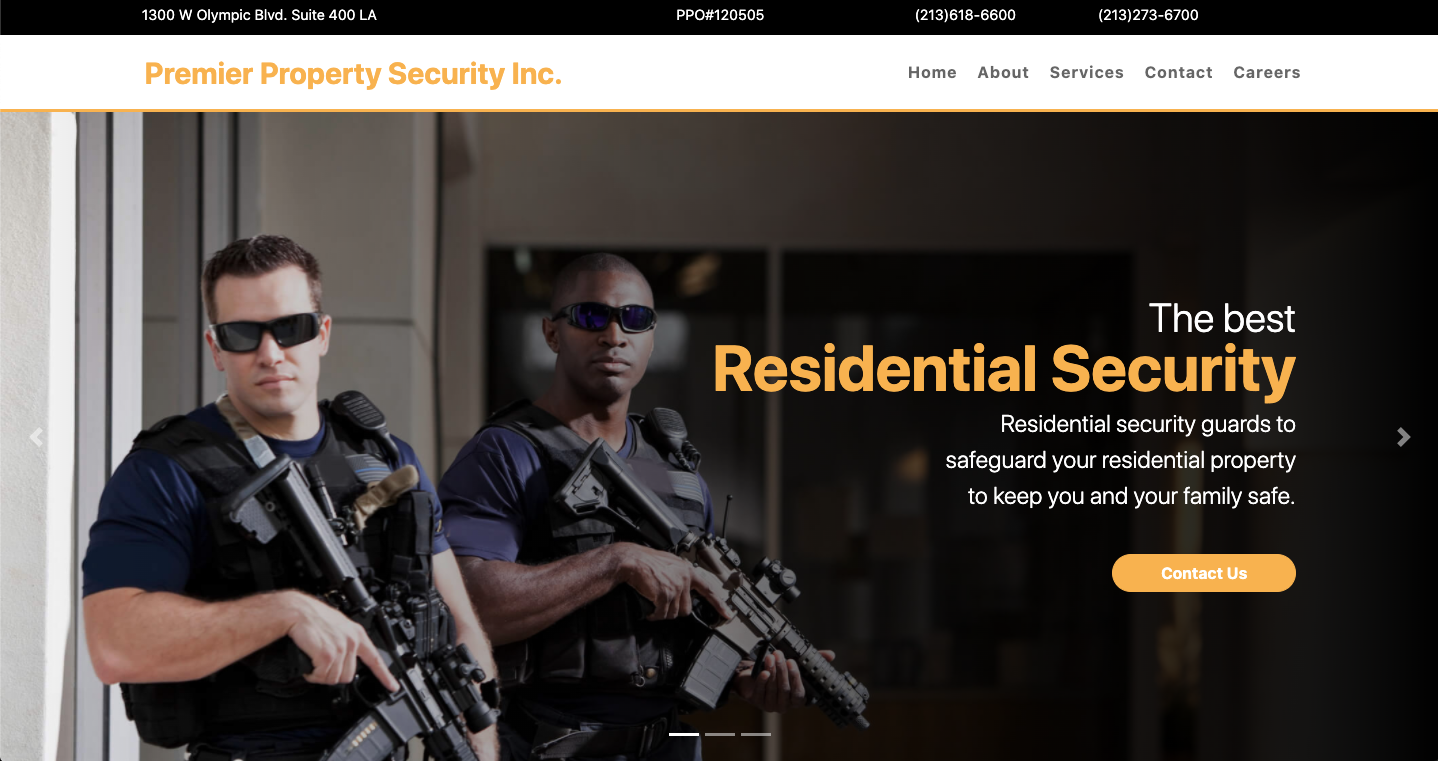 1300 W Olympic Blvd. Suite 400 LA
PPO#120505
(213)618-6600
(213)273-6700
Premier Property Security Inc.
Home About Services Contact Careers
The best
Residential Security
Residential security guards to
safeguard your residential property
to keep you and your family safe.
Contact Us